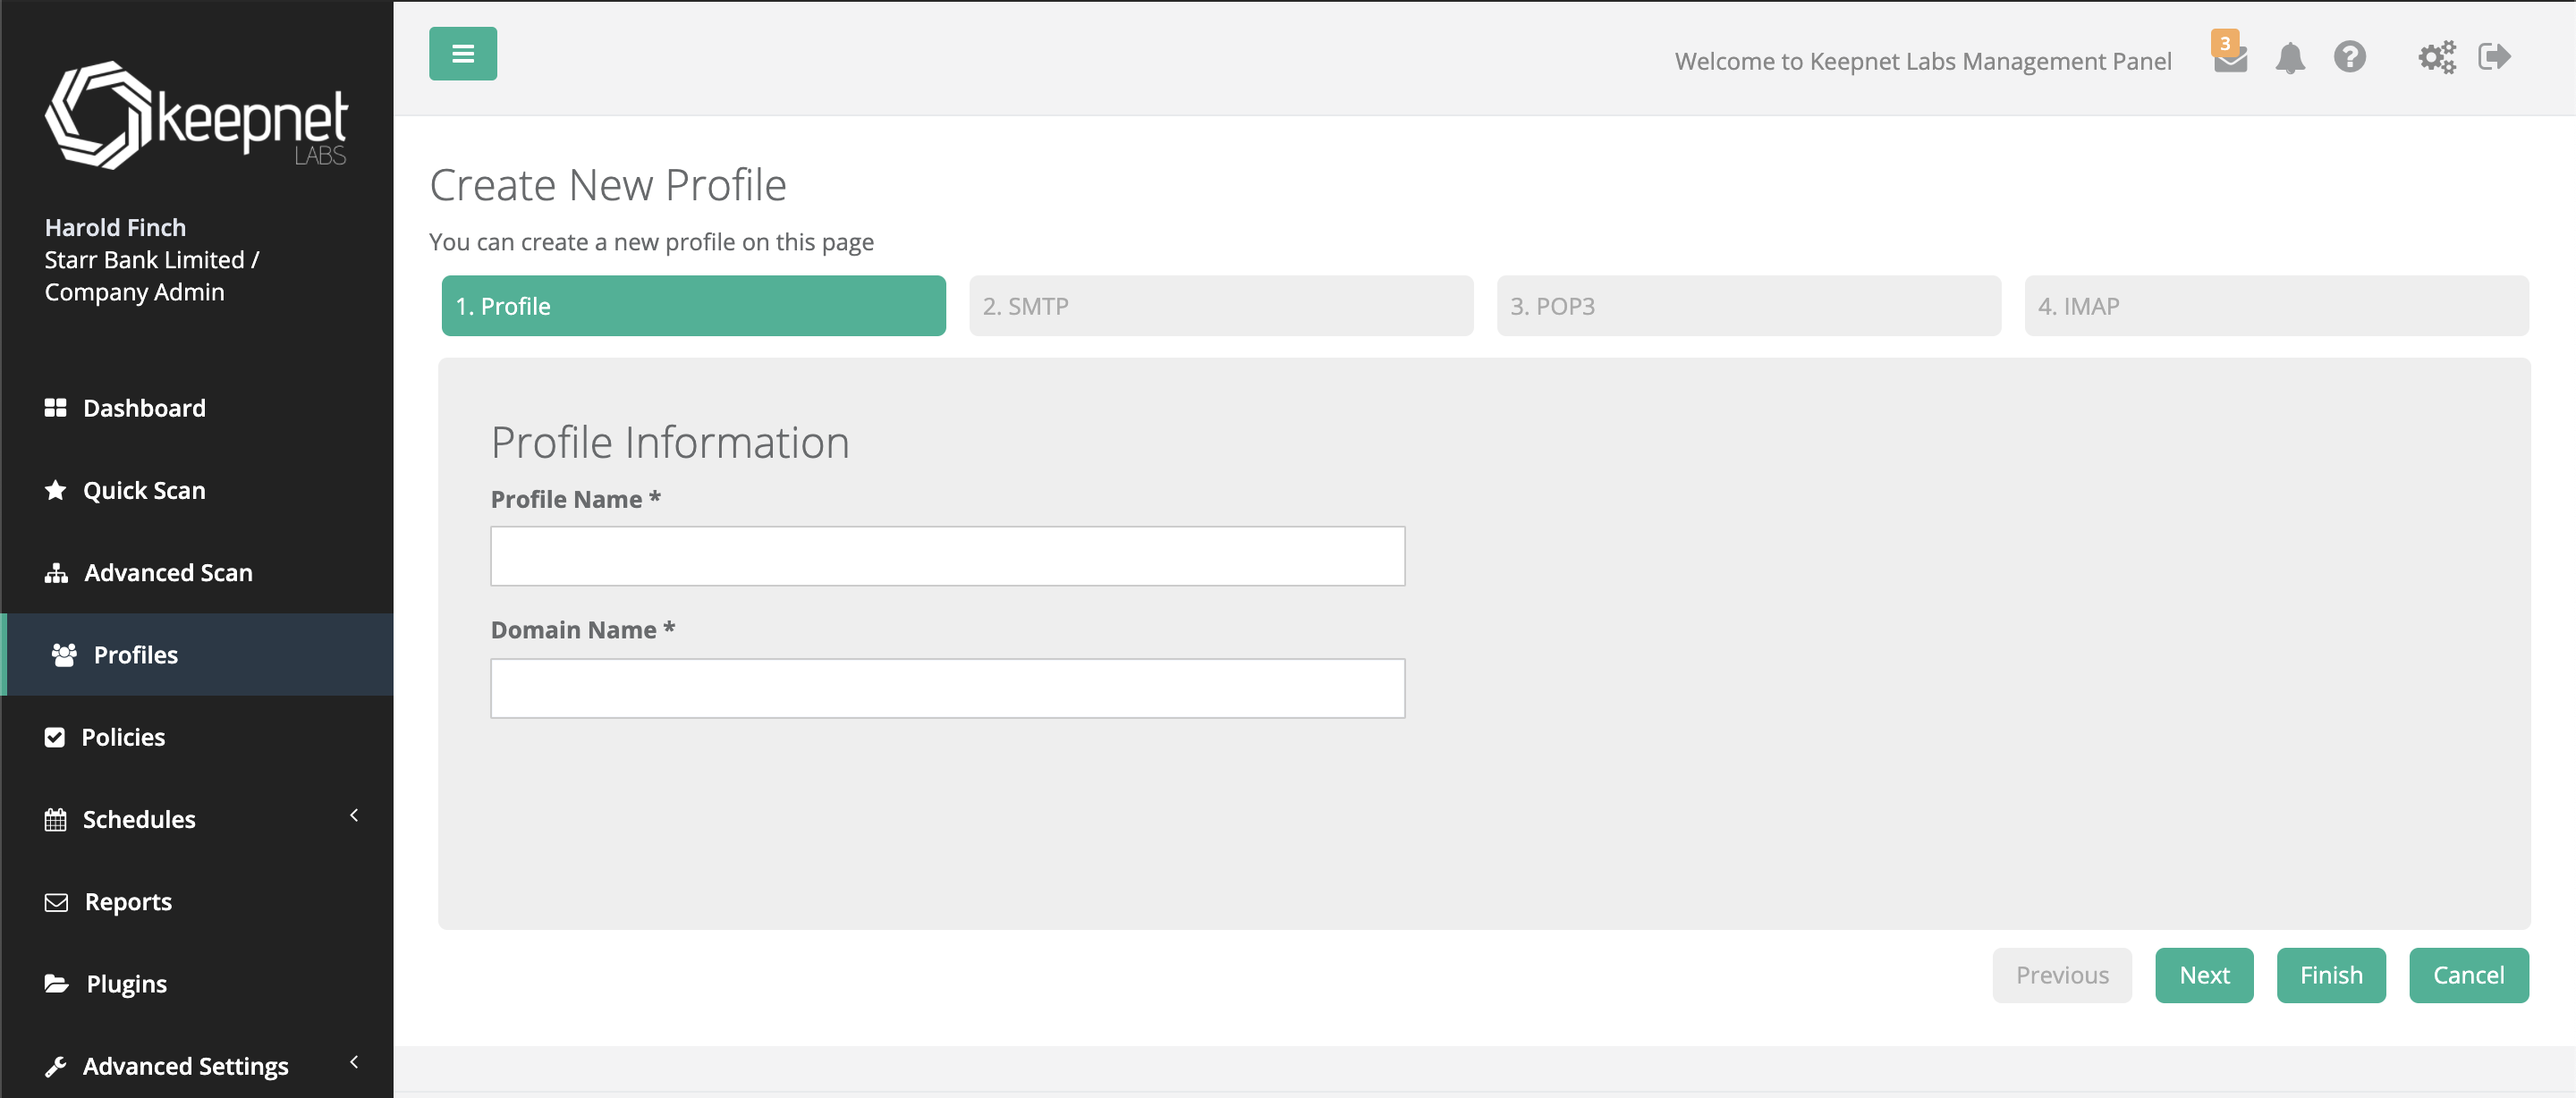 keepnet
LABS
Harold Finch
Starr Bank Limited /
Company Admin
Dashboard
Quick Scan
Advanced Scan
Profiles
Policies
Schedules
Reports
Plugins
Advanced Settings
Welcome to Keepnet Labs Management Panel
3
Create New Profile
You can create a new profile on this page
1. Profile
2. SMTP
3. POP3
4. IMAP
Profile Information
Profile Name *
Domain Name *
Previous
Next
Finish
Cancel